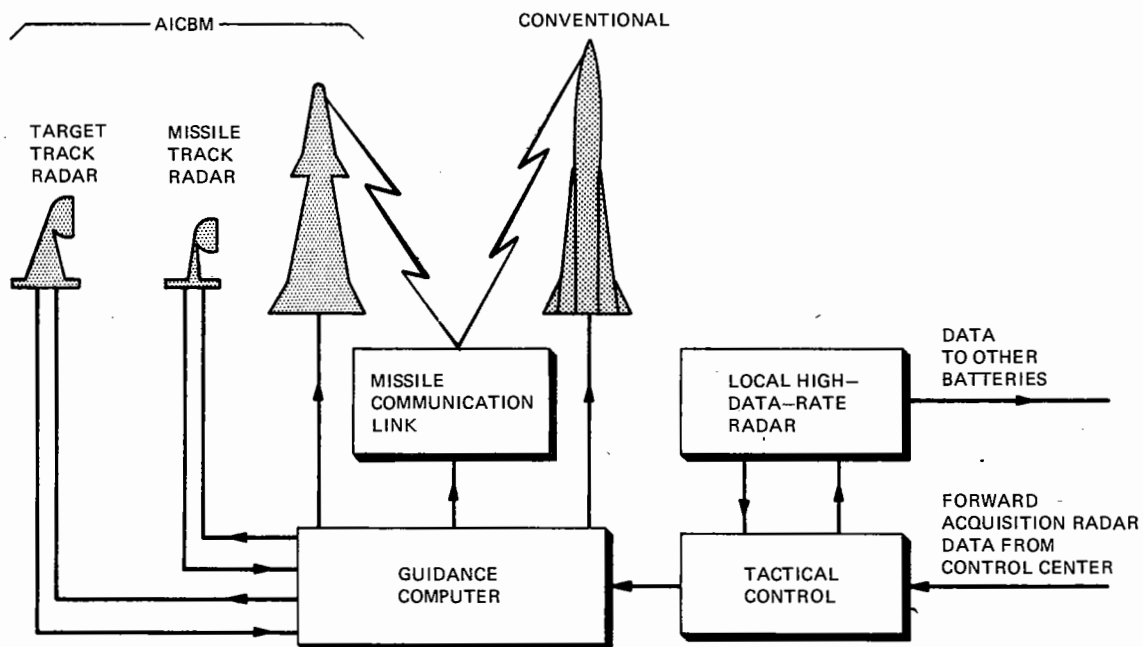 AICBM
CONVENTIONAL
TARGET
TRACK
RADAR
MISSILE
TRACK
RADAR
MISSILE
COMMUNICATION
LINK
LOCAL HIGH–
DATA–RATE
RADAR
DATA
TO OTHER
BATTERIES
GUIDANCE
COMPUTER
TACTICAL
CONTROL
FORWARD
ACQUISITION RADAR
DATA FROM
CONTROL CENTER